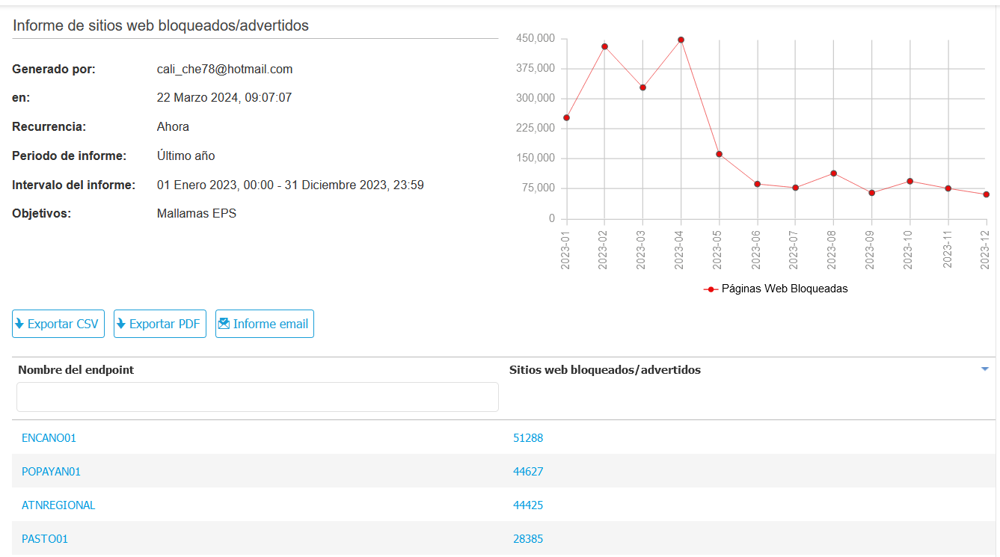 Informe de sitios web bloqueados/advertidos
Generado por: cali_che78@hotmail.com
en: 22 Marzo 2024, 09:07:07
Recurrencia: Ahora
Periodo de informe: Último año
Intervalo del informe: 01 Enero 2023, 00:00 - 31 Diciembre 2023, 23:59
Objetivos: Mallamas EPS
450,000
375,000
300,000
225,000
150,000
75,000
0
2023-01
2023-02
2023-03
2023-04
2023-05
2023-06
2023-07
2023-08
2023-09
2023-10
2023-11
2023-12
Páginas Web Bloqueadas
Exportar CSV Exportar PDF Informe email
Nombre del endpoint Sitios web bloqueados/advertidos
ENCANO01 51288
POPAYAN01 44627
ATNREGIONAL 44425
PASTO01 28385